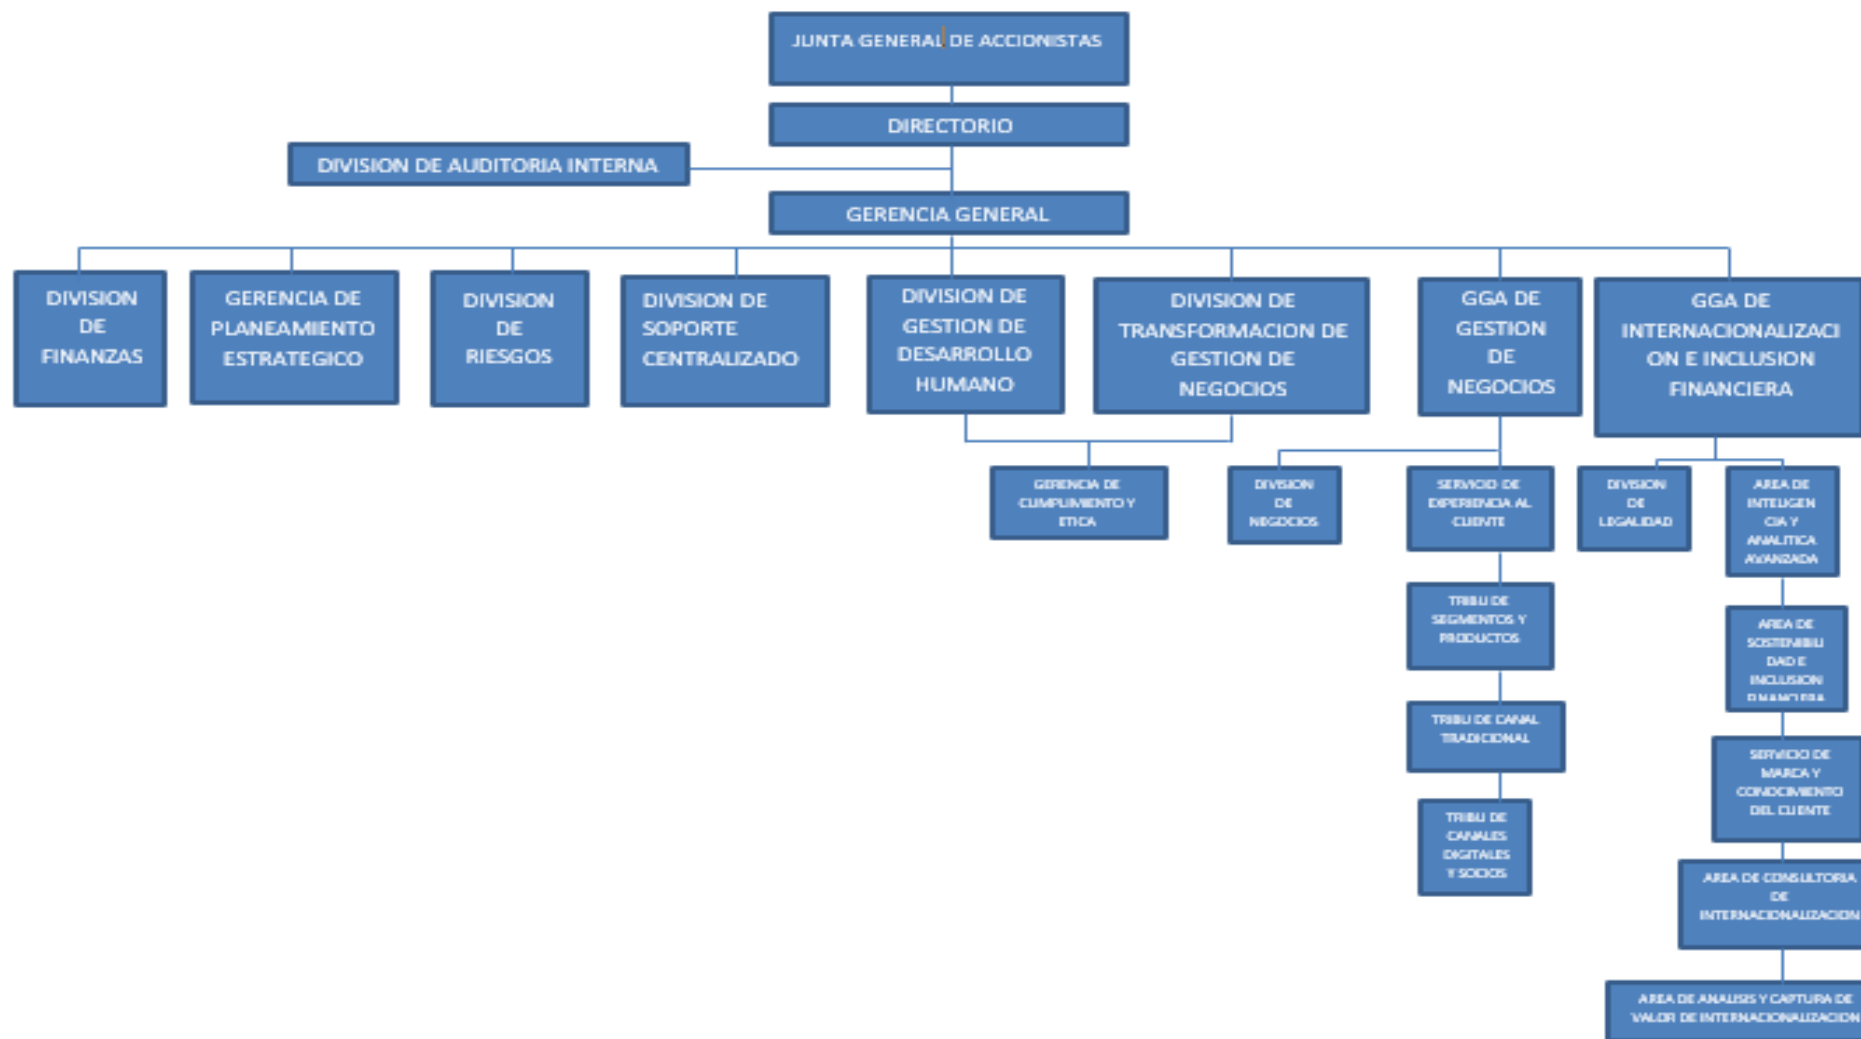 JUNTA GENERAL DE ACCIONISTAS
DIRECTORIO
DIVISION DE AUDITORIA INTERNA
GERENCIA GENERAL
DIVISION
DE
FINANZAS
GERENCIA DE
PLANEAMIENTO
ESTRATEGICO
DIVISION
DE
RIESGOS
DIVISION DE
SOPORTE
CENTRALIZADO
DIVISION DE
GESTION DE
DESARROLLO
HUMANO
DIVISION DE
TRANSFORMACION DE
GESTION DE
NEGOCIOS
GGA DE
GESTION
DE
NEGOCIOS
GGA DE
INTERNACIONALIZACI
ON E INCLUSION
FINANCIERA
GERENCIA DE
CUMPLIMIENTO Y
ETICA
DIVISION
DE
NEGOCIOS
SERVICIO DE
EXPERIENCIA AL
CLIENTE
TRIBU DE
SEGMENTOS Y
PRODUCTOS
TRIBU DE CANAL
TRADICIONAL
TRIBU DE
CANALES
DIGITALES
Y SOCIOS
DIVISION
DE
LEGALIDAD
AREA DE
INTELIGEN
CIA Y
ANALITICA
AVANZADA
AREA DE
SOSTENIBILI
DAD E
INCLUSION
FINANCIERA
SERVICIO DE
MARCA Y
CONOCIMIENTO
DEL CLIENTE
AREA DE CONSULTORIA
DE
INTERNACIONALIZACION
AREA DE ANALISIS Y CAPTURA DE
VALOR DE INTERNACIONALIZACION